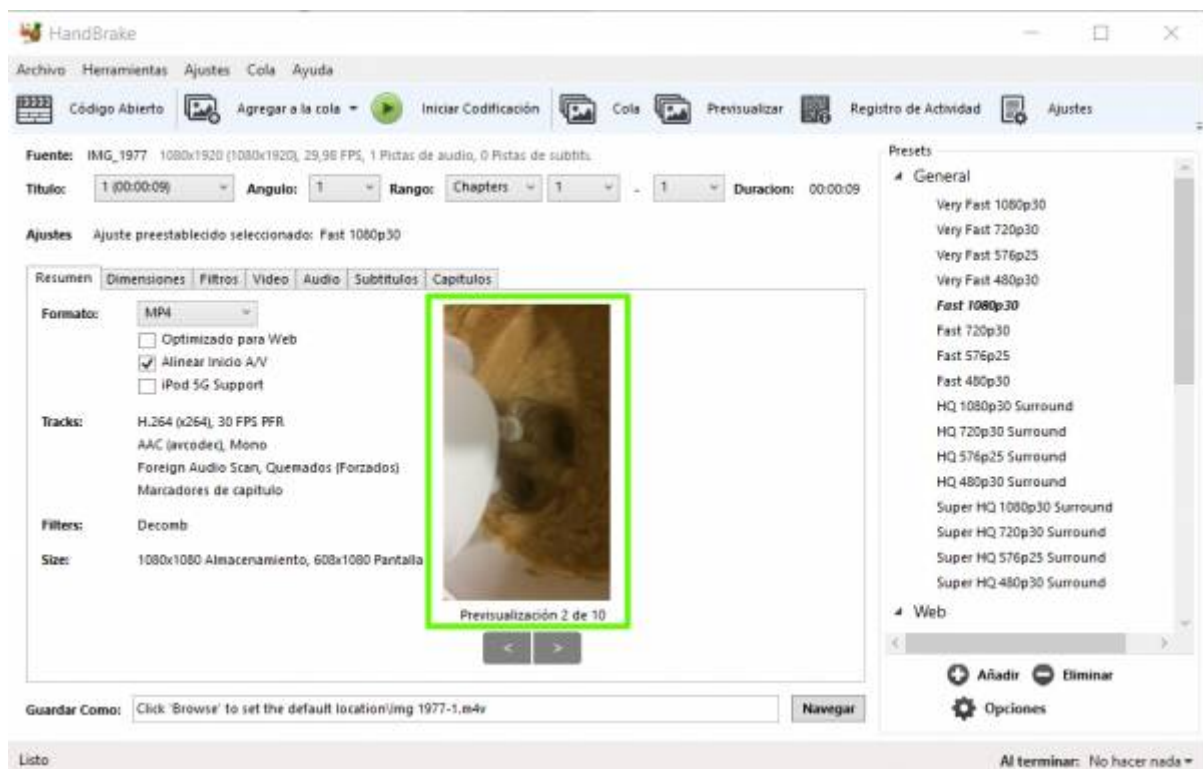 HandBrake
Archivo Herramientas Ajustes Cola Ayuda
Código Abierto Agregar a la cola Iniciar Codificación Cola Previsualizar Registro de Actividad Ajustes
Fuente: IMG_1977 1080x1920 (1080x1920), 29,98 FPS, 1 Pistas de audio, 0 Pistas de subtitu
Titulo: 1 (00:00:09) Angulo: 1 Rango: Chapters 1 - 1 Duracion: 00:00:09
Ajustes Ajuste preestablecido seleccionado: Fast 1080p30
Resumen Dimensiones Filtros Video Audio Subtitulos Capitulos
Formato: MP4
Optimizado para Web
Alinear Inicio A/V
iPod 5G Support
Tracks: H.264 (x264), 30 FPS PFR
AAC (avcodec), Mono
Foreign Audio Scan, Quemados (Forzados)
Marcadores de capitulo
Filters: Decomb
Size: 1080x1080 Almacenamiento, 608x1080 Pantalla
Previsualización 2 de 10
< >
Guardar Como: Click 'Browse' to set the default location\img 1977-1.m4v Navegar
Presets
General
Very Fast 1080p30
Very Fast 720p30
Very Fast 576p25
Very Fast 480p30
Fast 1080p30
Fast 720p30
Fast 576p25
Fast 480p30
HQ 1080p30 Surround
HQ 720p30 Surround
HQ 576p25 Surround
HQ 480p30 Surround
Super HQ 1080p30 Surround
Super HQ 720p30 Surround
Super HQ 576p25 Surround
Super HQ 480p30 Surround
Web
Añadir Eliminar
Opciones
Listo Al terminar: No hacer nada